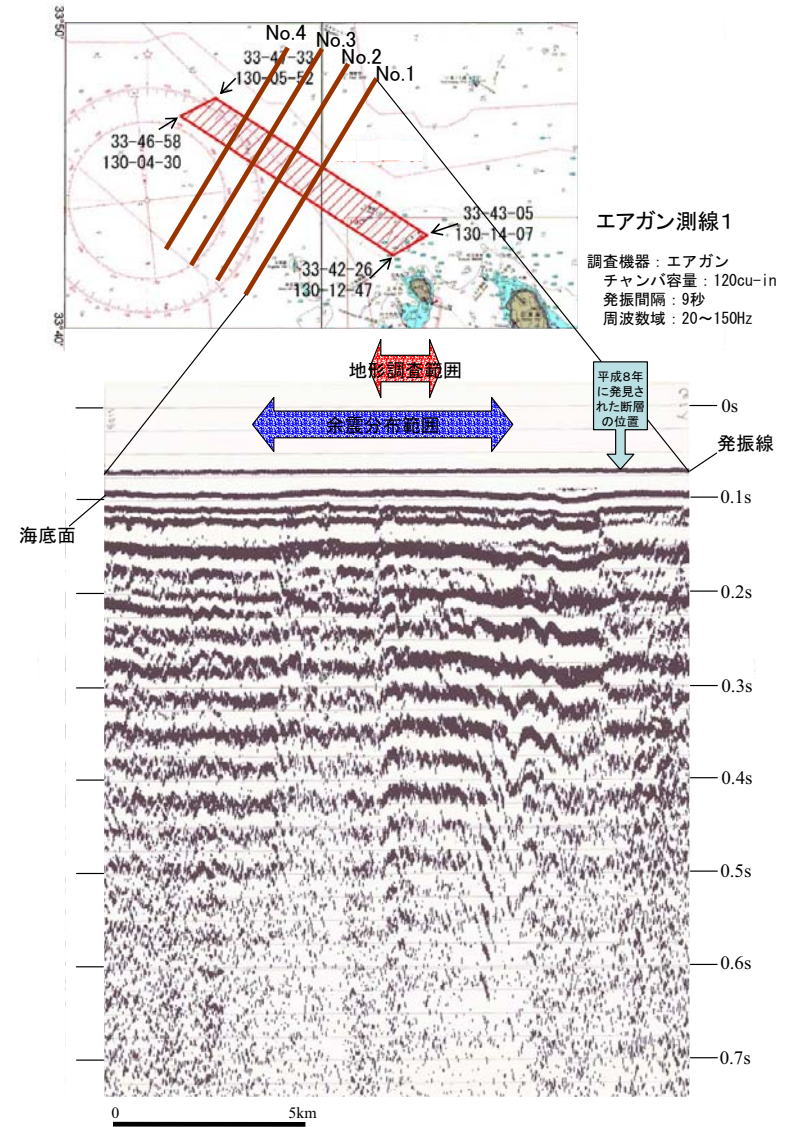 33°50'
No.4
No.3
No.2
No.1
33-47-33
130-05-52
33-46-58
130-04-30
33-43-05
130-14-07
33-42-26
130-12-47
33°40'
エアガン測線1
調査機器：エアガン
チャンバ容量：120cu-in
発振間隔：9秒
周波数域：20～150Hz
地形調査範囲
余震分布範囲
平成8年
に発見さ
れた断層
の位置
0s
発振線
0.1s
海底面
0.2s
0.3s
0.4s
0.5s
0.6s
0.7s
0 5km